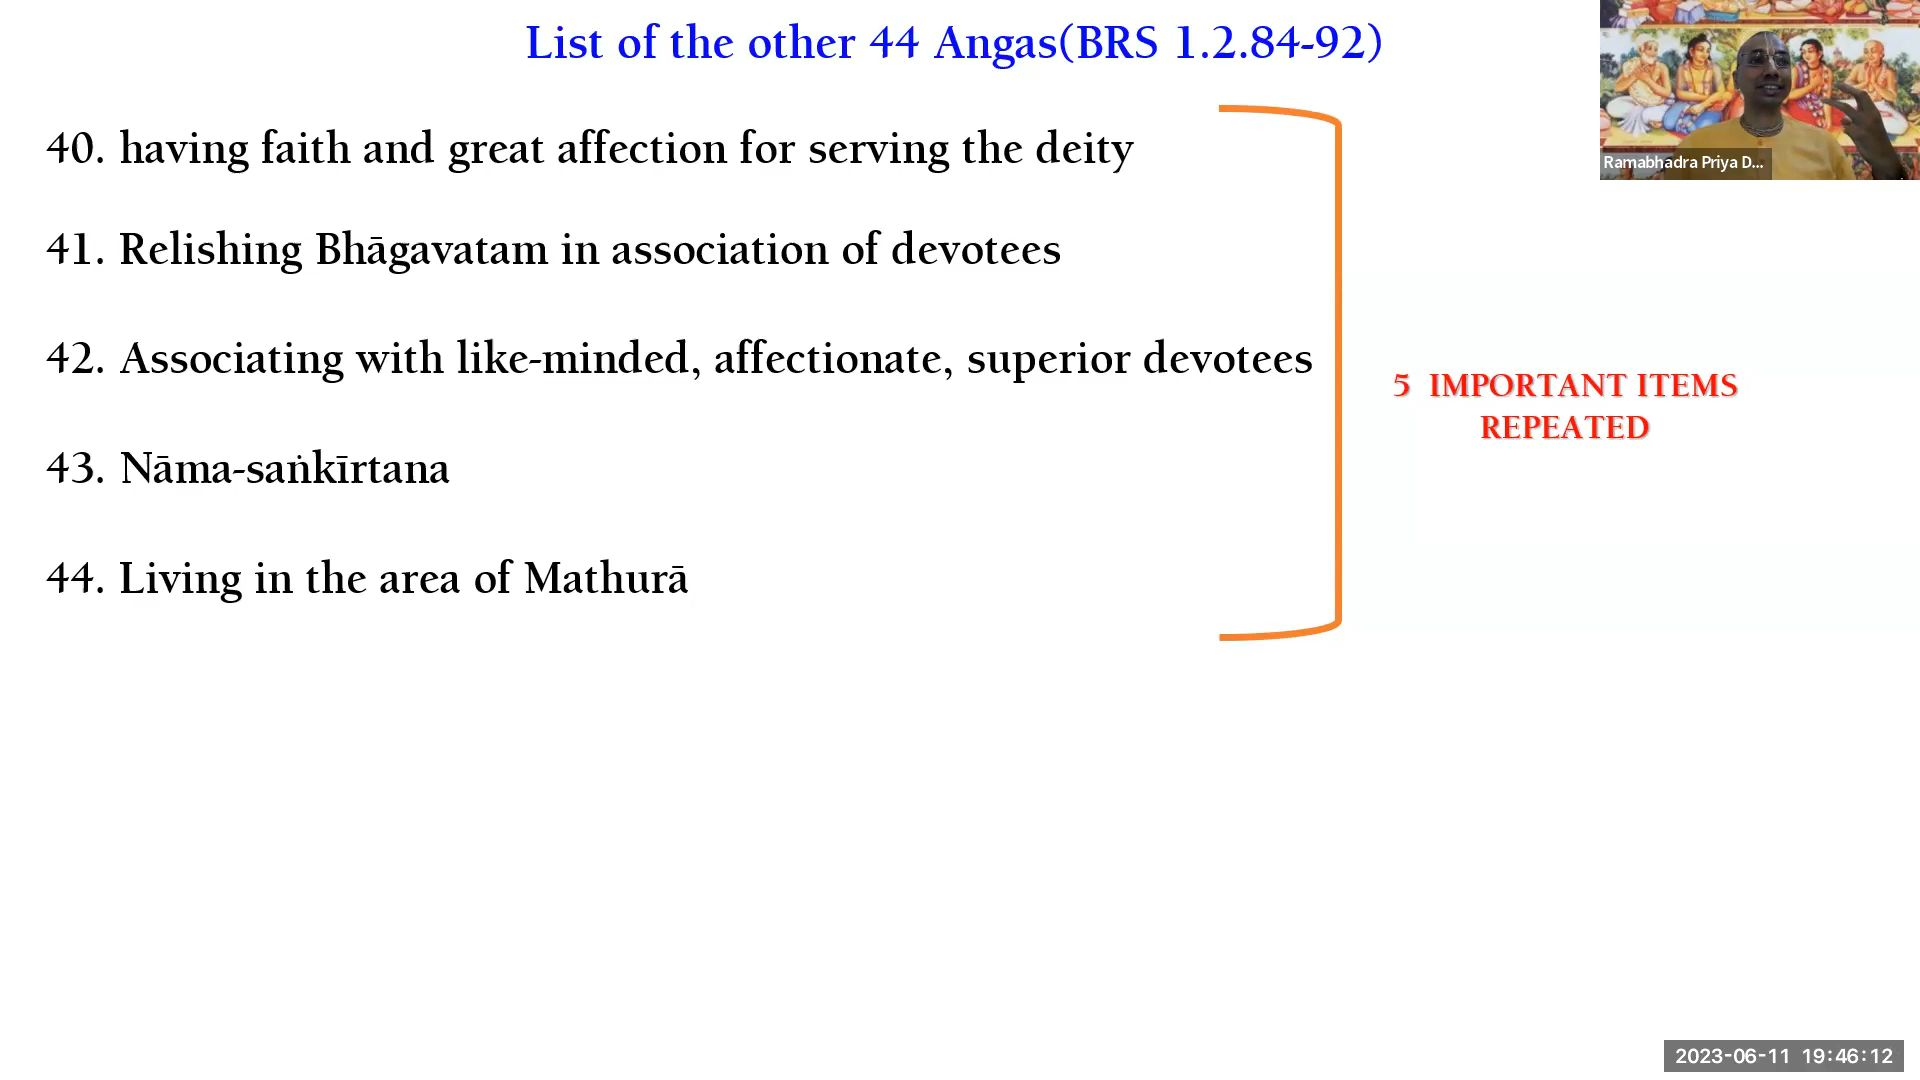 List of the other 44 Angas(BRS 1.2.84-92)
40. having faith and great affection for serving the deity
41. Relishing Bhāgavatam in association of devotees
42. Associating with like-minded, affectionate, superior devotees
43. Nāma-saṅkīrtana
44. Living in the area of Mathurā
5 IMPORTANT ITEMS
REPEATED
Ramabhadra Priya D...
2023-06-11 19:46:12